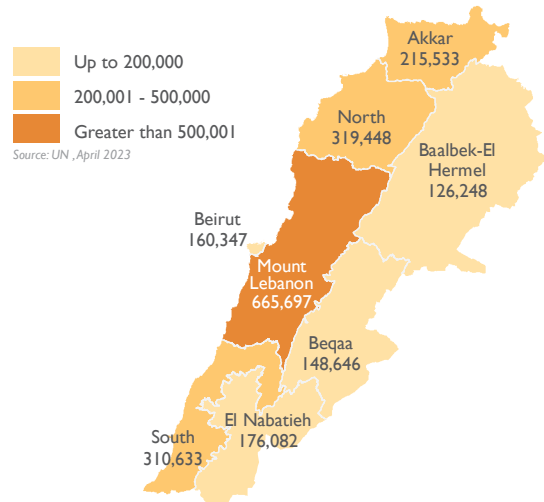 Up to 200,000
200,001 - 500,000
Greater than 500,001
Source: UN , April 2023
Akkar
215,533
North
319,448
Baalbek-El
Hermel
126,248
Beirut
160,347
Mount
Lebanon
665,697
Beqaa
148,646
El Nabatieh
176,082
South
310,633